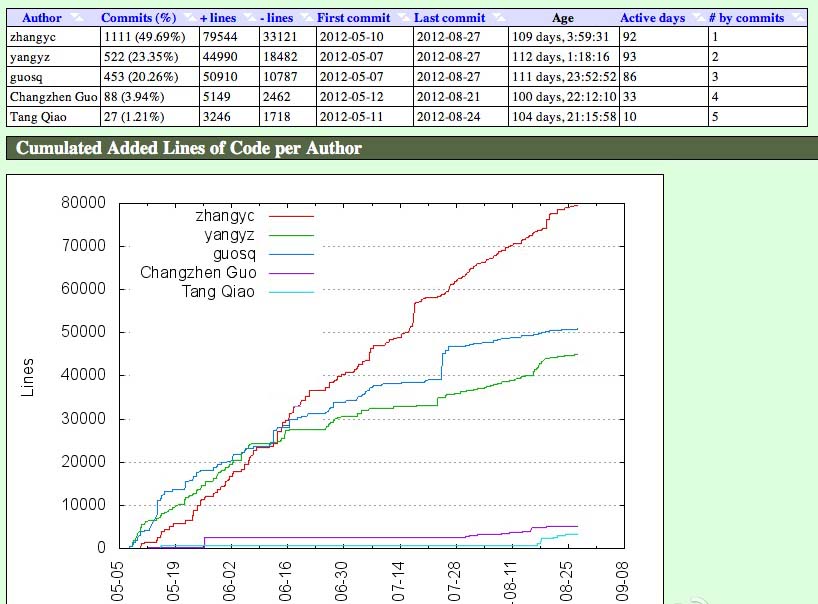 Author Commits (%) + lines - lines First commit Last commit Age Active days # by commits
zhangyc 1111 (49.69%) 79544 33121 2012-05-10 2012-08-27 109 days, 3:59:31 92 1
yangyz 522 (23.35%) 44990 18482 2012-05-07 2012-08-27 112 days, 1:18:16 93 2
guosq 453 (20.26%) 50910 10787 2012-05-07 2012-08-27 111 days, 23:52:52 86 3
Changzhen Guo 88 (3.94%) 5149 2462 2012-05-12 2012-08-21 100 days, 22:12:10 33 4
Tang Qiao 27 (1.21%) 3246 1718 2012-05-11 2012-08-24 104 days, 21:15:58 10 5
Cumulated Added Lines of Code per Author
zhangyc
yangyz
guosq
Changzhen Guo
Tang Qiao
Lines
80000
70000
60000
50000
40000
30000
20000
10000
0
05-05
05-19
06-02
06-16
06-30
07-14
07-28
08-11
08-25
09-08